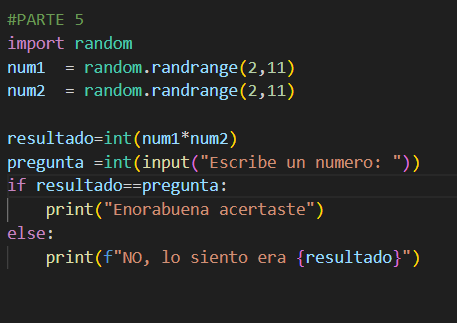 #PARTE 5
import random
num1  = random.randrange(2,11)
num2  = random.randrange(2,11)
resultado=int(num1*num2)
pregunta =int(input("Escribe un numero: "))
if resultado==pregunta:
    print("Enorabuena acertaste")
else:
    print(f"NO, lo siento era {resultado}")